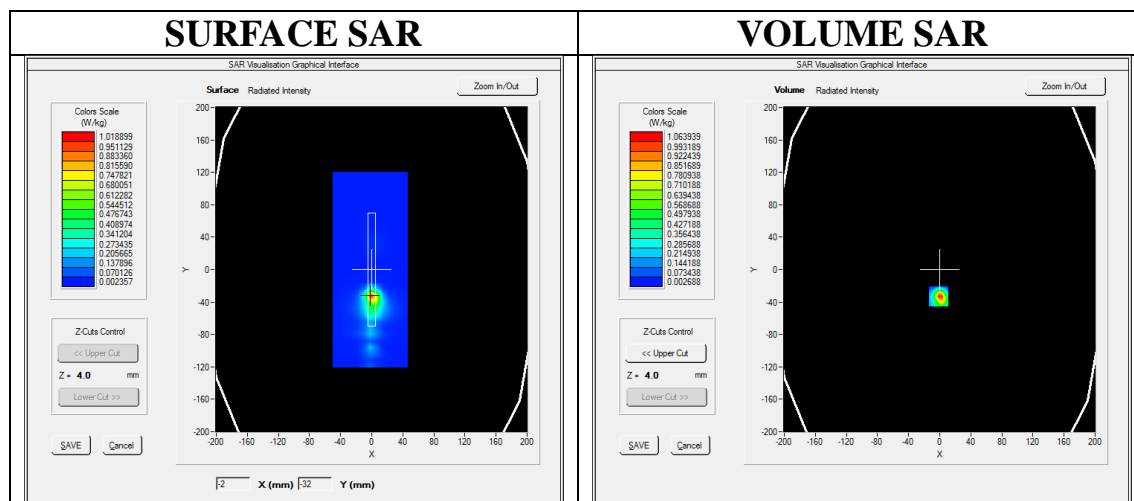 SURFACE SAR
VOLUME SAR
SAR Visualisation Graphical Interface
Surface Radiated Intensity
Zoom In/Out
Colors Scale
(W/kg)
1.018899
0.951129
0.883360
0.815590
0.747821
0.680051
0.612282
0.544512
0.476743
0.408974
0.341204
0.273435
0.205665
0.137896
0.070126
0.002357
Z-Cuts Control
<< Upper Cut
Z = 4.0 mm
Lower Cut >>
SAVE Cancel
200
160
120
80
40
0
-40
-80
-120
-160
-200
Y
-200 -160 -120 -80 -40 0 40 80 120 160 200
X
-2 X (mm) -32 Y (mm)
SAR Visualisation Graphical Interface
Volume Radiated Intensity
Zoom In/Out
Colors Scale
(W/kg)
1.063939
0.993189
0.922439
0.851689
0.780938
0.710188
0.639438
0.568688
0.497938
0.427188
0.356438
0.285688
0.214938
0.144188
0.073438
0.002688
Z-Cuts Control
<< Upper Cut
Z = 4.0 mm
Lower Cut >>
SAVE Cancel
200
160
120
80
40
0
-40
-80
-120
-160
-200
Y
-200 -160 -120 -80 -40 0 40 80 120 160 200
X